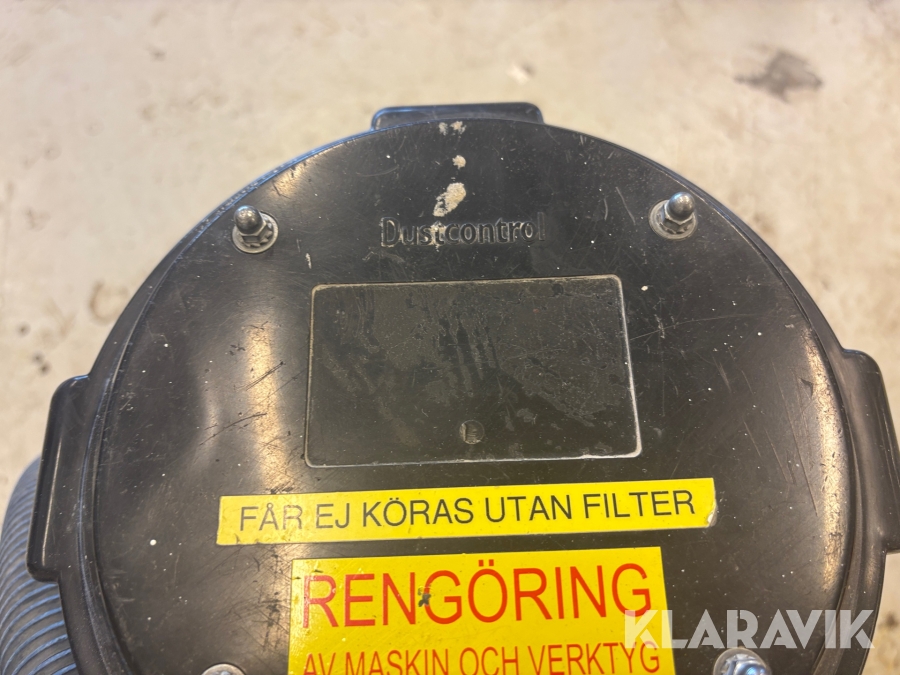 Dustcontrol
FÅR EJ KÖRAS UTAN FILTER
RENGÖRING
AV MASKIN OCH VERKTYG
KLARAVIK